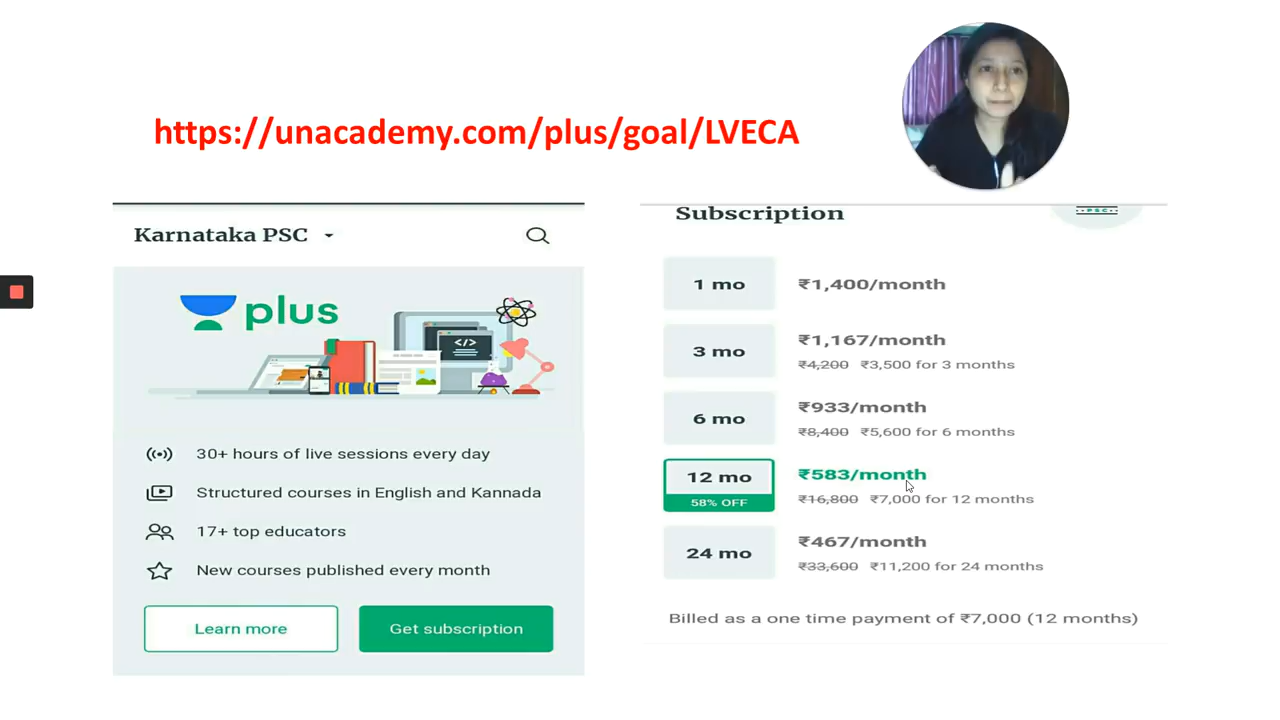 https://unacademy.com/plus/goal/LVECA
Karnataka PSC
plus
</>
30+ hours of live sessions every day
Structured courses in English and Kannada
17+ top educators
New courses published every month
Learn more
Get subscription
Subscription
PSC
1 mo
₹1,400/month
3 mo
₹1,167/month
₹4,200 ₹3,500 for 3 months
6 mo
₹933/month
₹8,400 ₹5,600 for 6 months
12 mo
58% OFF
₹583/month
₹16,800 ₹7,000 for 12 months
24 mo
₹467/month
₹33,600 ₹11,200 for 24 months
Billed as a one time payment of ₹7,000 (12 months)